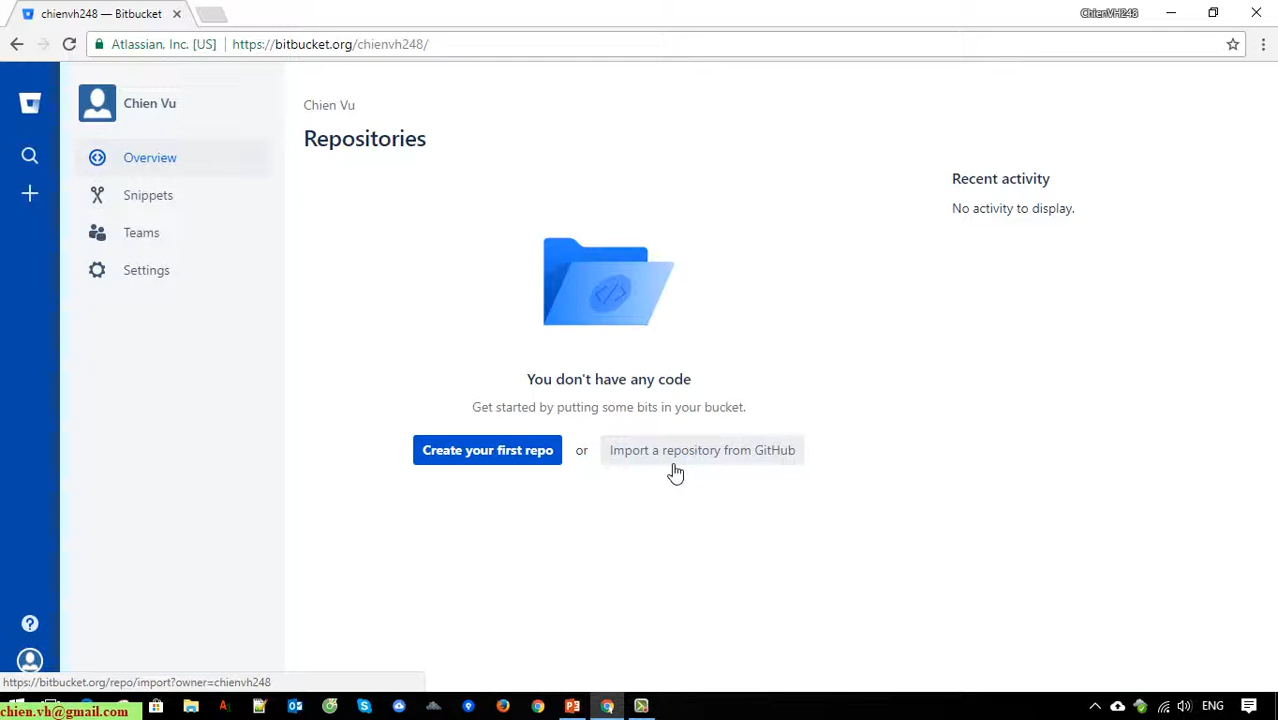 chienvh248 — Bitbucket
ChienVH248
Atlassian, Inc. [US]
https://bitbucket.org/chienvh248/
Chien Vu
Overview
Snippets
Teams
Settings
Chien Vu
Repositories
Recent activity
No activity to display.
You don't have any code
Get started by putting some bits in your bucket.
Create your first repo
or
Import a repository from GitHub
https://bitbucket.org/repo/import?owner=chienvh248
chien.vh@gmail.com
ENG